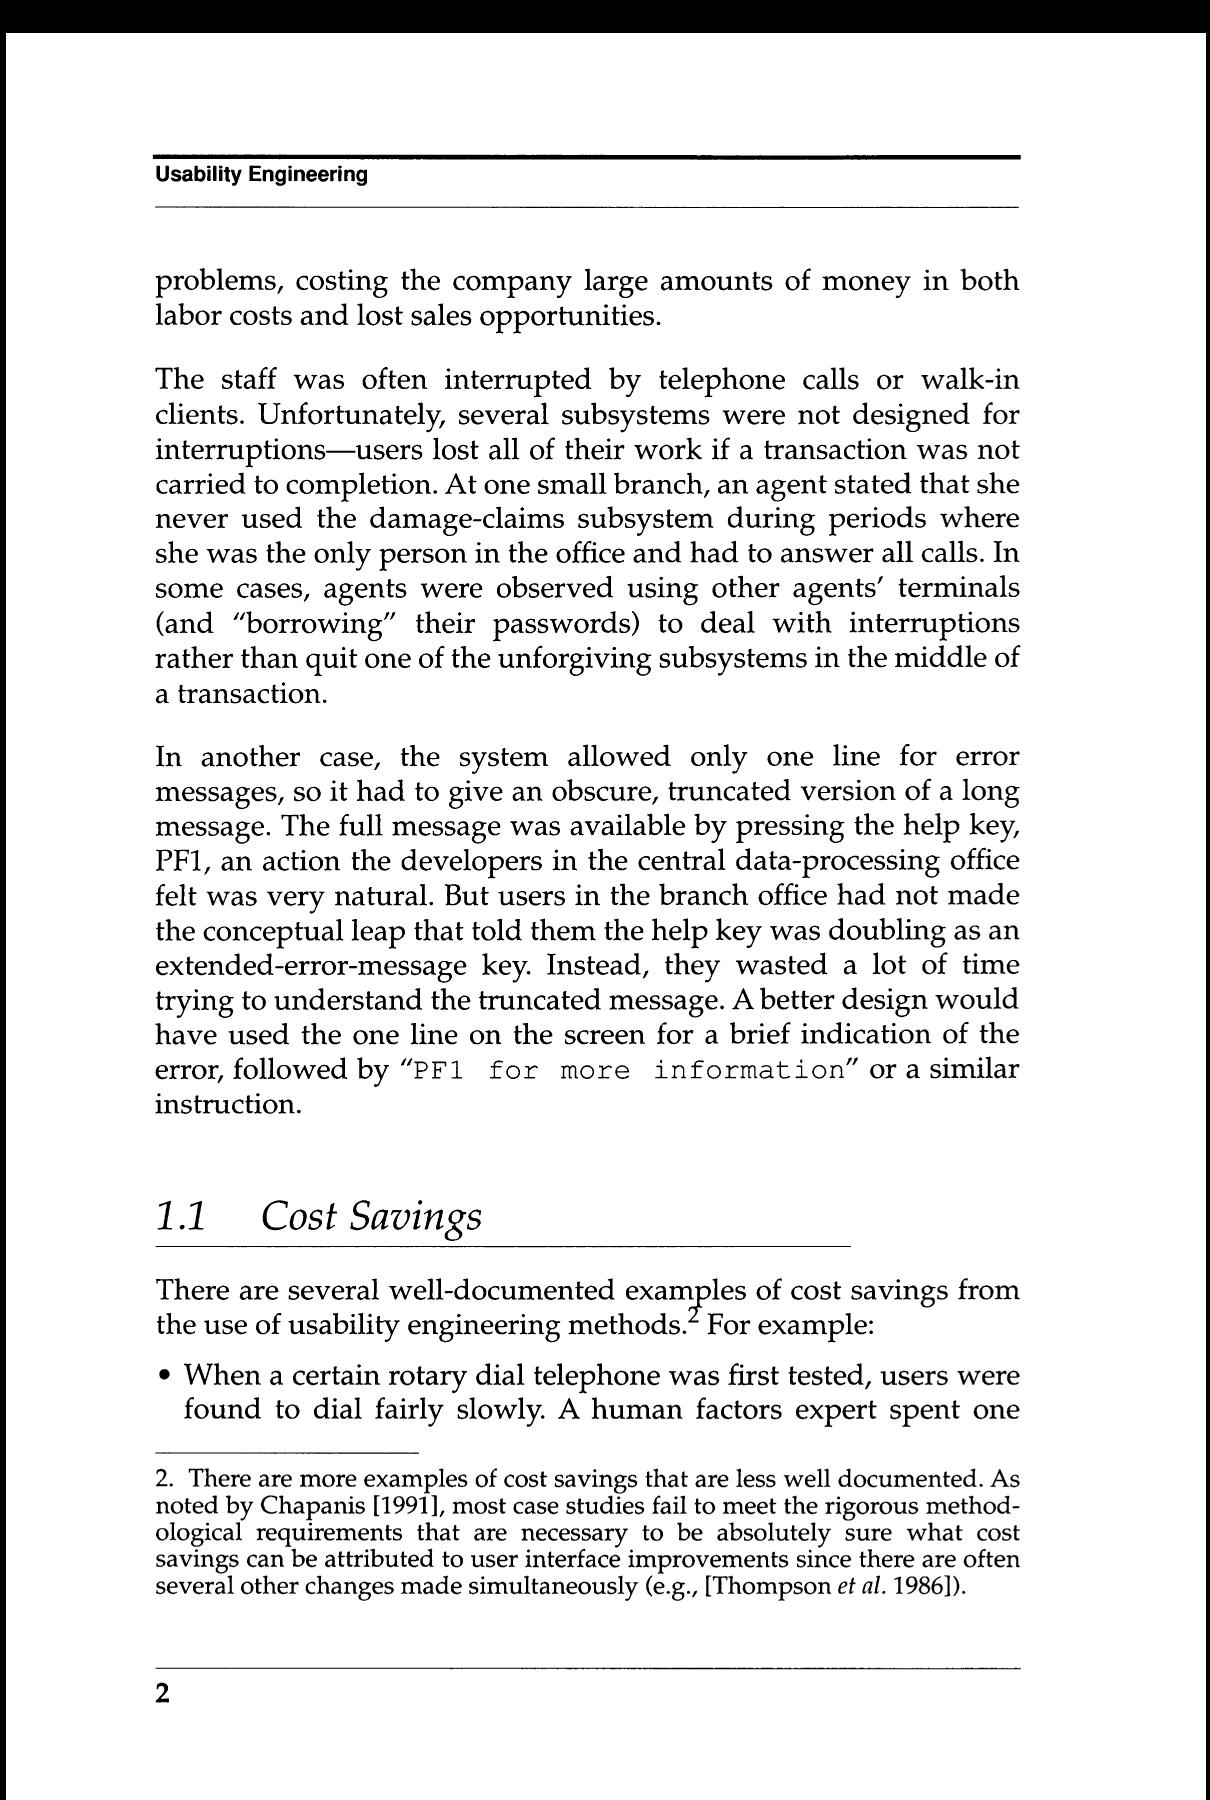 Usability Engineering
problems, costing the company large amounts of money in both
labor costs and lost sales opportunities.
The staff was often interrupted by telephone calls or walk-in
clients. Unfortunately, several subsystems were not designed for
interruptions—users lost all of their work if a transaction was not
carried to completion. At one small branch, an agent stated that she
never used the damage-claims subsystem during periods where
she was the only person in the office and had to answer all calls. In
some cases, agents were observed using other agents' terminals
(and "borrowing" their passwords) to deal with interruptions
rather than quit one of the unforgiving subsystems in the middle of
a transaction.
In another case, the system allowed only one line for error
messages, so it had to give an obscure, truncated version of a long
message. The full message was available by pressing the help key,
PF1, an action the developers in the central data-processing office
felt was very natural. But users in the branch office had not made
the conceptual leap that told them the help key was doubling as an
extended-error-message key. Instead, they wasted a lot of time
trying to understand the truncated message. A better design would
have used the one line on the screen for a brief indication of the
error, followed by "PF1 for more information" or a similar
instruction.
1.1 Cost Savings
There are several well-documented examples of cost savings from
the use of usability engineering methods.2 For example:
• When a certain rotary dial telephone was first tested, users were
found to dial fairly slowly. A human factors expert spent one
2. There are more examples of cost savings that are less well documented. As
noted by Chapanis [1991], most case studies fail to meet the rigorous method-
ological requirements that are necessary to be absolutely sure what cost
savings can be attributed to user interface improvements since there are often
several other changes made simultaneously (e.g., [Thompson et al. 1986]).
2